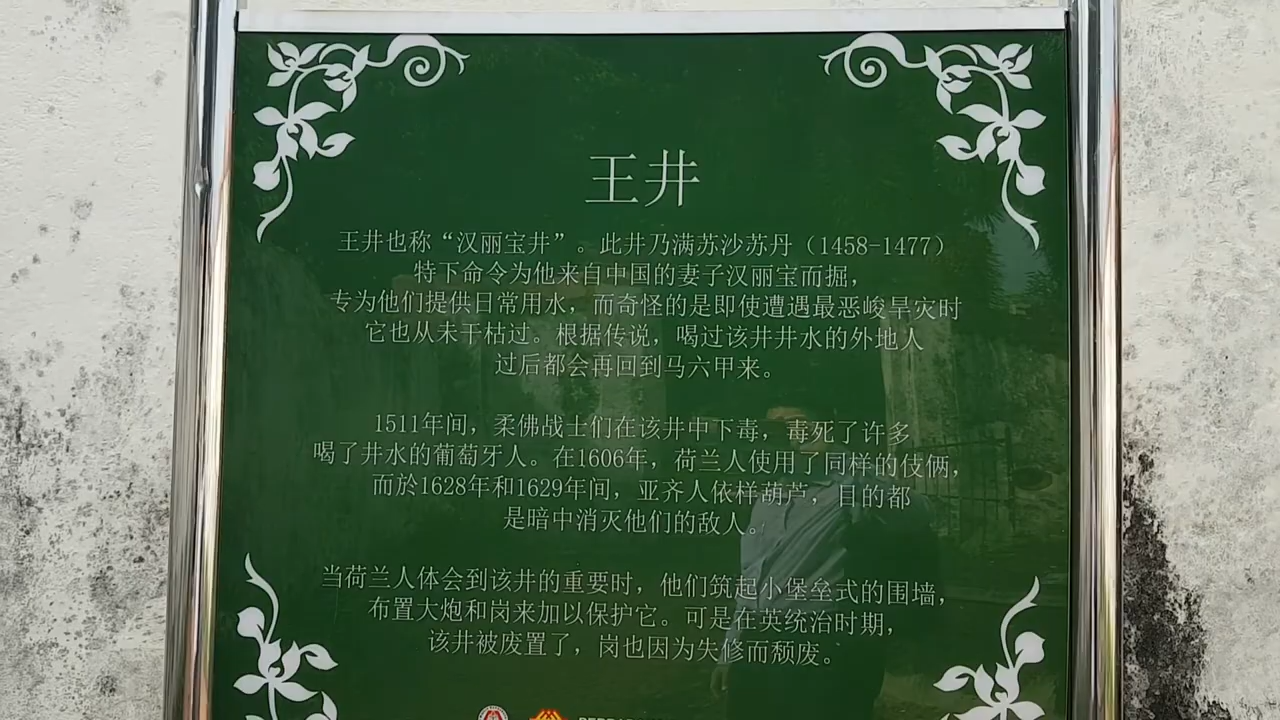 王井
王井也称“汉丽宝井”。此井乃满苏沙苏丹（1458-1477）
特下命令为他来自中国的妻子汉丽宝而掘，
专为他们提供日常用水，而奇怪的是即使遭遇最恶峻旱灾时
它也从未干枯过。根据传说，喝过该井井水的外地人
过后都会再回到马六甲来。
1511年间，柔佛战士们在该井中下毒，毒死了许多
喝了井水的葡萄牙人。在1606年，荷兰人使用了同样的伎俩，
而於1628年和1629年间，亚齐人依样葫芦，目的都
是暗中消灭他们的敌人。
当荷兰人体会到该井的重要时，他们筑起小堡垒式的围墙，
布置大炮和岗来加以保护它。可是在英统治时期，
该井被废置了，岗也因为失修而颓废。